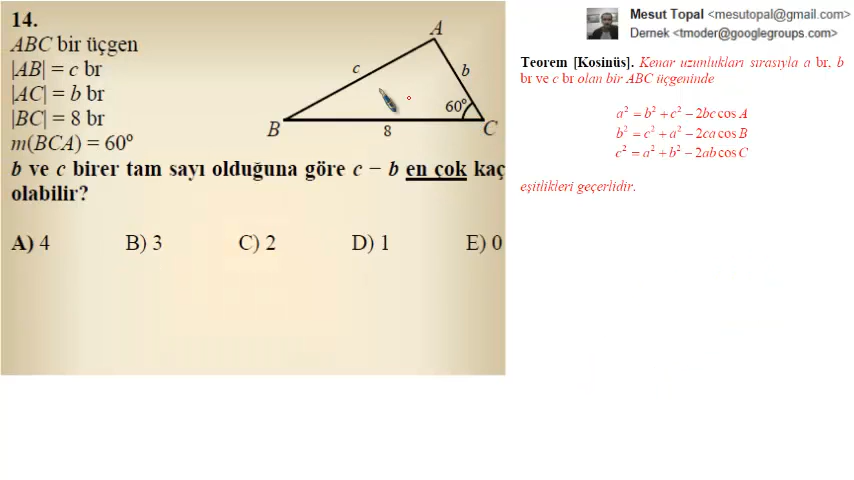 14.
ABC bir üçgen
|AB| = c br
|AC| = b br
|BC| = 8 br
m(BCA) = 60º
b ve c birer tam sayı olduğuna göre c − b en çok kaç
olabilir?
A) 4 B) 3 C) 2 D) 1 E) 0
A
c
b
60º
B
8
C
Mesut Topal <mesutopal@gmail.com>
Dernek <tmoder@googlegroups.com>
Teorem [Kosinüs]. Kenar uzunlukları sırasıyla a br, b
br ve c br olan bir ABC üçgeninde
a² = b² + c² − 2bc cos A
b² = c² + a² − 2ca cos B
c² = a² + b² − 2ab cos C
eşitlikleri geçerlidir.